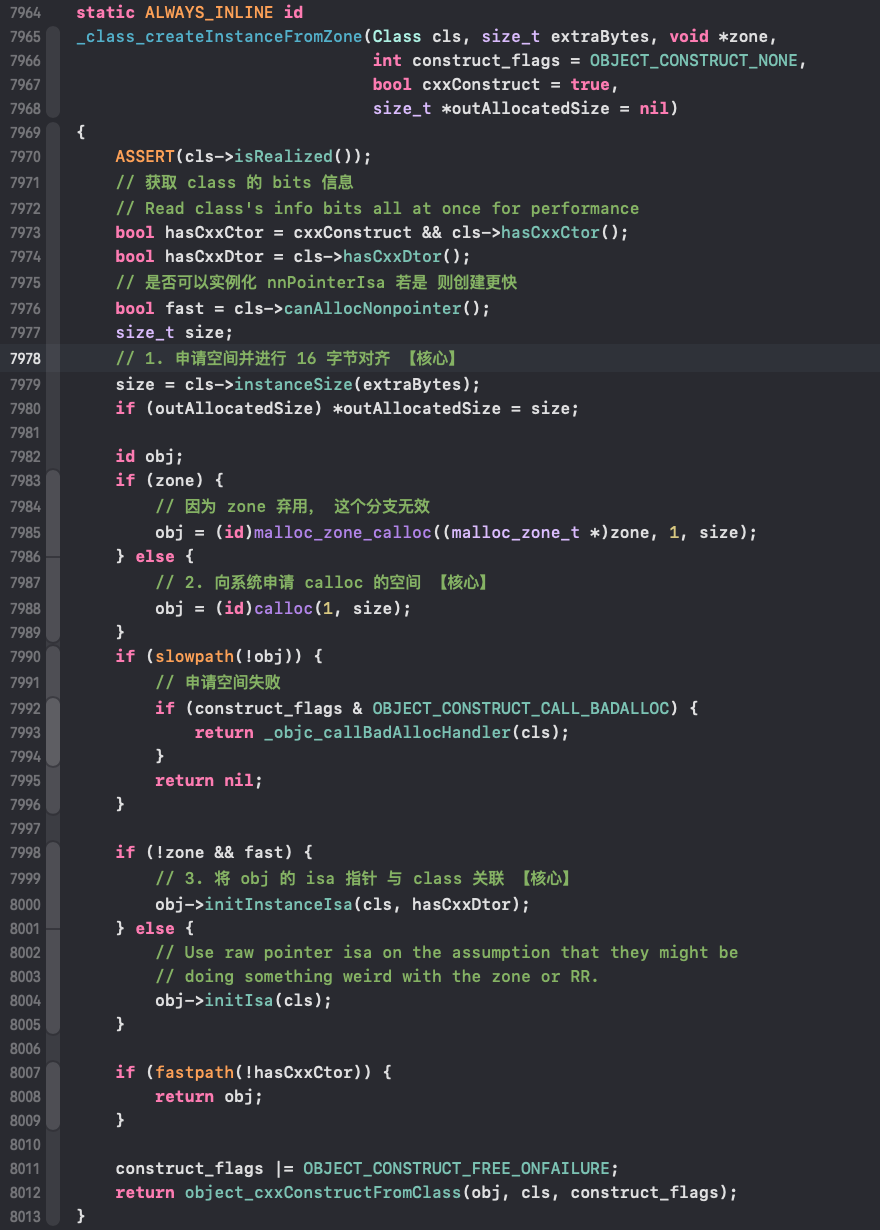 7964 static ALWAYS_INLINE id
7965 _class_createInstanceFromZone(Class cls, size_t extraBytes, void *zone,
7966                               int construct_flags = OBJECT_CONSTRUCT_NONE,
7967                               bool cxxConstruct = true,
7968                               size_t *outAllocatedSize = nil)
7969 {
7970     ASSERT(cls->isRealized());
7971     // 获取 class 的 bits 信息
7972     // Read class's info bits all at once for performance
7973     bool hasCxxCtor = cxxConstruct && cls->hasCxxCtor();
7974     bool hasCxxDtor = cls->hasCxxDtor();
7975     // 是否可以实例化 nnPointerIsa 若是 则创建更快
7976     bool fast = cls->canAllocNonpointer();
7977     size_t size;
7978     // 1. 申请空间并进行 16 字节对齐 【核心】
7979     size = cls->instanceSize(extraBytes);
7980     if (outAllocatedSize) *outAllocatedSize = size;
7981
7982     id obj;
7983     if (zone) {
7984         // 因为 zone 弃用， 这个分支无效
7985         obj = (id)malloc_zone_calloc((malloc_zone_t *)zone, 1, size);
7986     } else {
7987         // 2. 向系统申请 calloc 的空间 【核心】
7988         obj = (id)calloc(1, size);
7989     }
7990     if (slowpath(!obj)) {
7991         // 申请空间失败
7992         if (construct_flags & OBJECT_CONSTRUCT_CALL_BADALLOC) {
7993             return _objc_callBadAllocHandler(cls);
7994         }
7995         return nil;
7996     }
7997
7998     if (!zone && fast) {
7999         // 3. 将 obj 的 isa 指针 与 class 关联 【核心】
8000         obj->initInstanceIsa(cls, hasCxxDtor);
8001     } else {
8002         // Use raw pointer isa on the assumption that they might be
8003         // doing something weird with the zone or RR.
8004         obj->initIsa(cls);
8005     }
8006
8007     if (fastpath(!hasCxxCtor)) {
8008         return obj;
8009     }
8010
8011     construct_flags |= OBJECT_CONSTRUCT_FREE_ONFAILURE;
8012     return object_cxxConstructFromClass(obj, cls, construct_flags);
8013 }